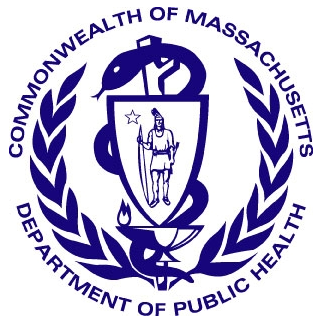 COMMONWEALTH OF MASSACHUSETTS
DEPARTMENT OF PUBLIC HEALTH